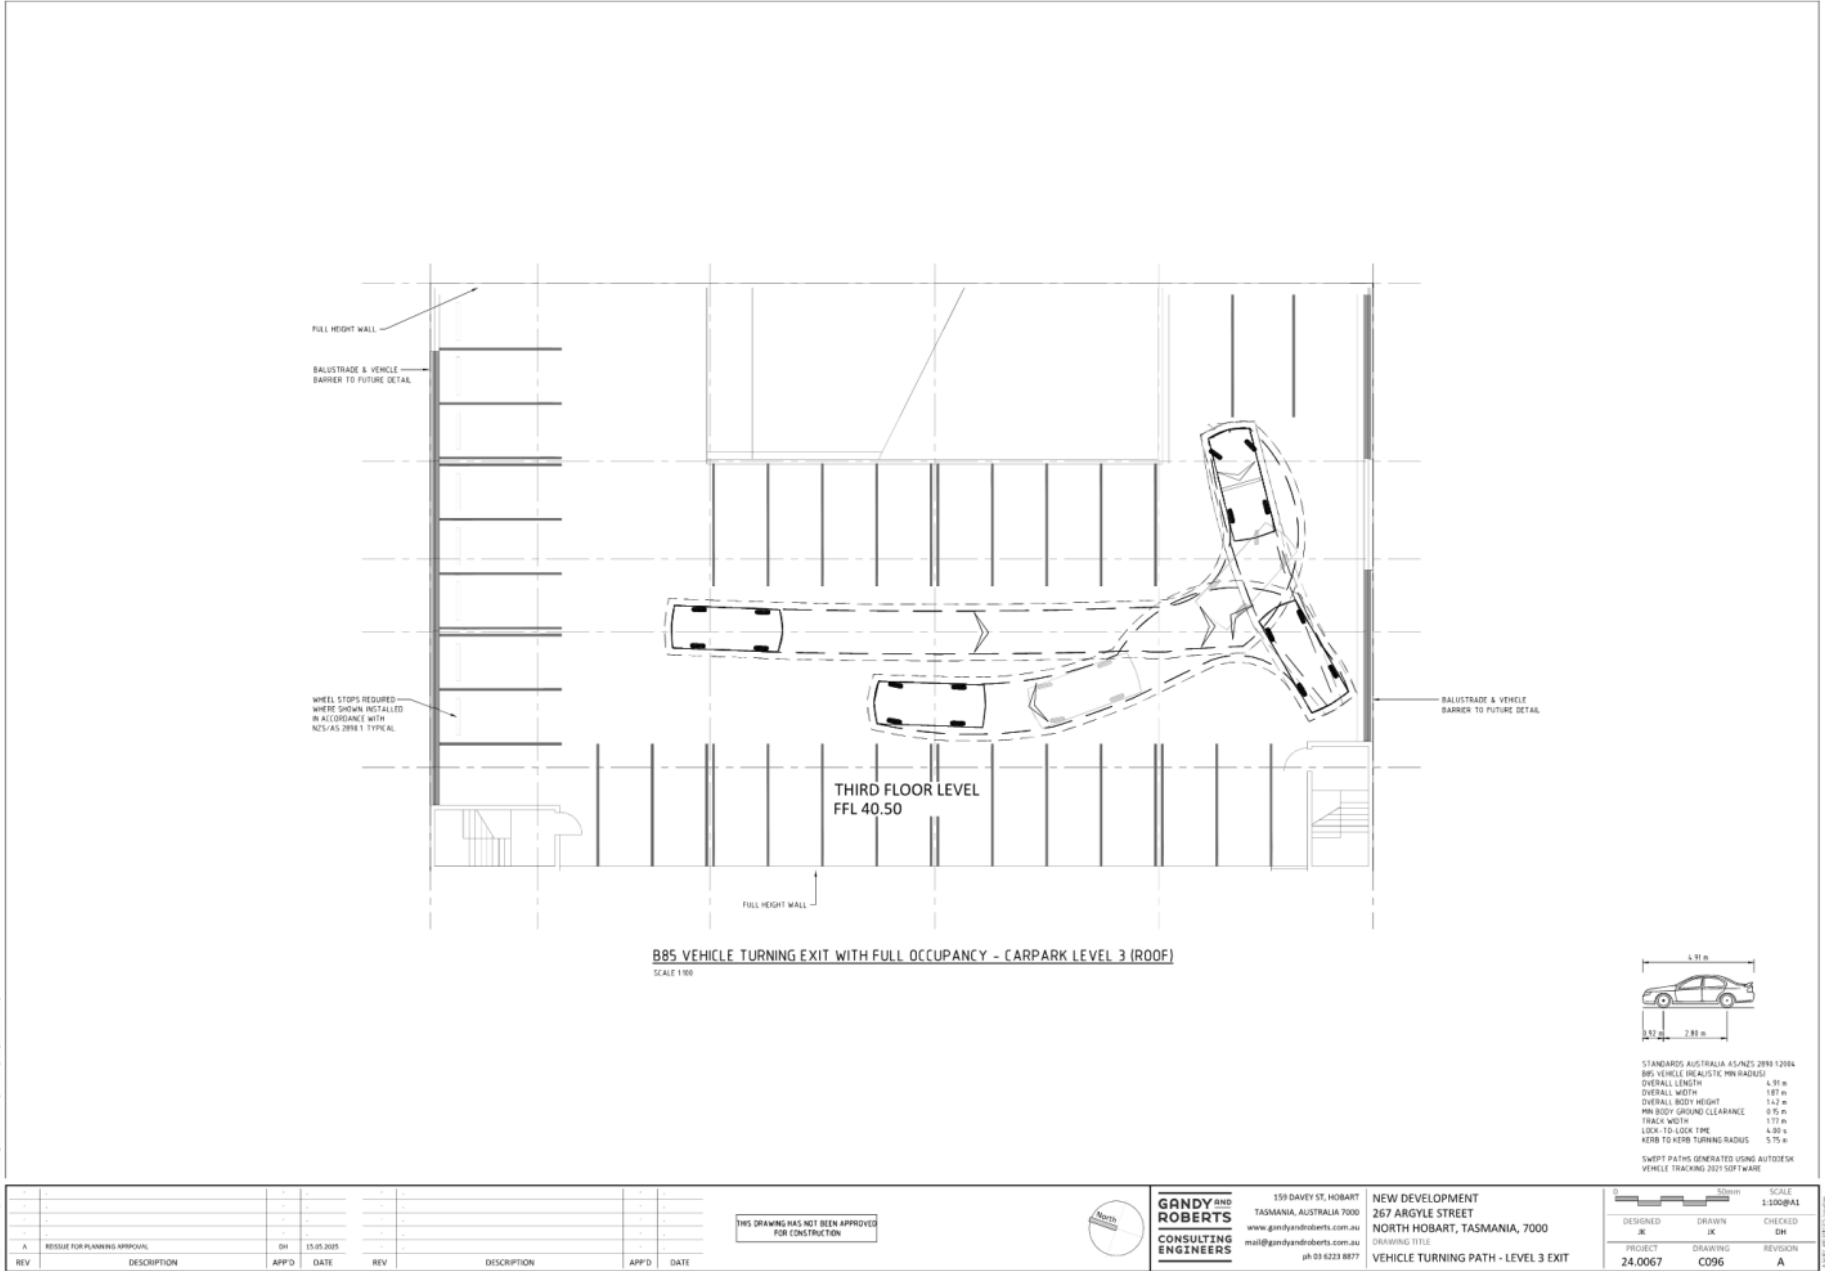 FULL HEIGHT WALL
BALUSTRADE & VEHICLE
BARRIER TO FUTURE DETAIL
WHEEL STOPS REQUIRED
WHERE SHOWN INSTALLED
IN ACCORDANCE WITH
NZS/AS 2890.1 TYPICAL
BALUSTRADE & VEHICLE
BARRIER TO FUTURE DETAIL
THIRD FLOOR LEVEL
FFL 40.50
FULL HEIGHT WALL
B85 VEHICLE TURNING EXIT WITH FULL OCCUPANCY - CARPARK LEVEL 3 (ROOF)
SCALE 1:100
4.91 m
0.92 m 2.80 m
STANDARDS AUSTRALIA AS/NZS 2890.1:2004
B85 VEHICLE (REALISTIC MIN RADIUS)
OVERALL LENGTH 4.91 m
OVERALL WIDTH 1.87 m
OVERALL BODY HEIGHT 1.42 m
MIN BODY GROUND CLEARANCE 0.15 m
TRACK WIDTH 1.77 m
LOCK-TO-LOCK TIME 4.00 s
KERB TO KERB TURNING RADIUS 5.75 m
SWEPT PATHS GENERATED USING AUTODESK
VEHICLE TRACKING 2021 SOFTWARE
A REISSUE FOR PLANNING APRPOVAL DH 15.05.2025
REV DESCRIPTION APP'D DATE REV DESCRIPTION APP'D DATE
THIS DRAWING HAS NOT BEEN APPROVED
FOR CONSTRUCTION
North
GANDY AND
ROBERTS
CONSULTING
ENGINEERS
159 DAVEY ST, HOBART
TASMANIA, AUSTRALIA 7000
www.gandyandroberts.com.au
mail@gandyandroberts.com.au
ph 03 6223 8877
NEW DEVELOPMENT
267 ARGYLE STREET
NORTH HOBART, TASMANIA, 7000
DRAWING TITLE
VEHICLE TURNING PATH - LEVEL 3 EXIT
0 50mm SCALE
1:100@A1
DESIGNED DRAWN CHECKED
JK JK DH
PROJECT DRAWING REVISION
24.0067 C096 A